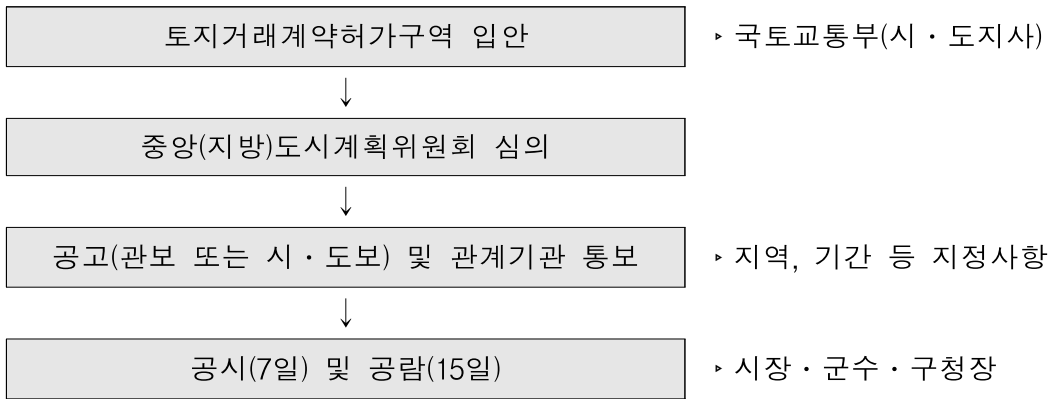 토지거래계약허가구역 입안 ▹ 국토교통부(시 · 도지사)
↓
중앙(지방)도시계획위원회 심의
↓
공고(관보 또는 시 · 도보) 및 관계기관 통보 ▹ 지역, 기간 등 지정사항
↓
공시(7일) 및 공람(15일) ▹ 시장 · 군수 · 구청장